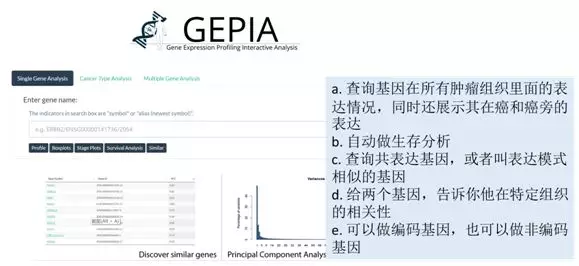 GEPIA
Gene Expression Profiling Interactive Analysis
Single Gene Analysis
Cancer Type Analysis
Multiple Gene Analysis
Enter gene name:
The indicators in search box are "symbol" or "alias (newest symbol)".
e.g. ERBB2/ENSG00000141736/2064
Profile
Boxplots
Stage Plots
Survival Analysis
Similar
Discover similar genes
Principal Component Analys
a. 查询基因在所有肿瘤组织里面的表
达情况，同时还展示其在癌和癌旁的
表达
b. 自动做生存分析
c. 查询共表达基因，或者叫表达模式
相似的基因
d. 给两个基因，告诉你他在特定组织
的相关性
e. 可以做编码基因，也可以做非编码
基因